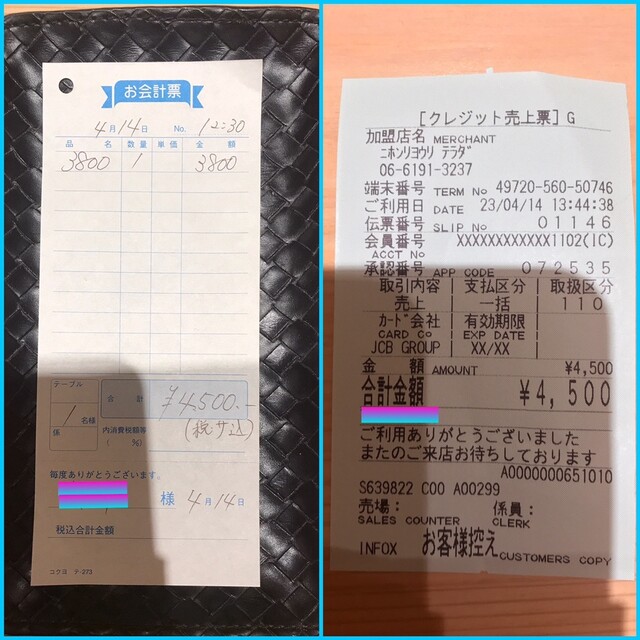 お会計票
4月14日 No. 12:30
品名 数量 単価 金額
3800 1 3800
テーブル
1名様
係
合計 ¥4,500.-
(税サ込)
内消費税額等
( %)
毎度ありがとうございます。
様 4月14日
税込合計金額
コクヨ テ-273
[クレジット売上票] G
加盟店名 MERCHANT
ニホンリヨウリ テラダ
06-6191-3237
端末番号 TERM No 49720-560-50746
ご利用日 DATE 23/04/14 13:44:38
伝票番号 SLIP No 01146
会員番号 XXXXXXXXXXXX1102(IC)
ACCT No
承認番号 APP CODE 072535
取引内容 支払区分 取扱区分
売上 一括 110
カード会社 有効期限
CARD Co EXP DATE
JCB GROUP XX/XX
金額 AMOUNT ¥4,500
合計金額 ¥4,500
ご利用ありがとうございました
またのご来店お待ちしております
A0000000651010
S639822 C00 A00299
売場: 係員:
SALES COUNTER CLERK
INFOX お客様控え CUSTOMERS COPY